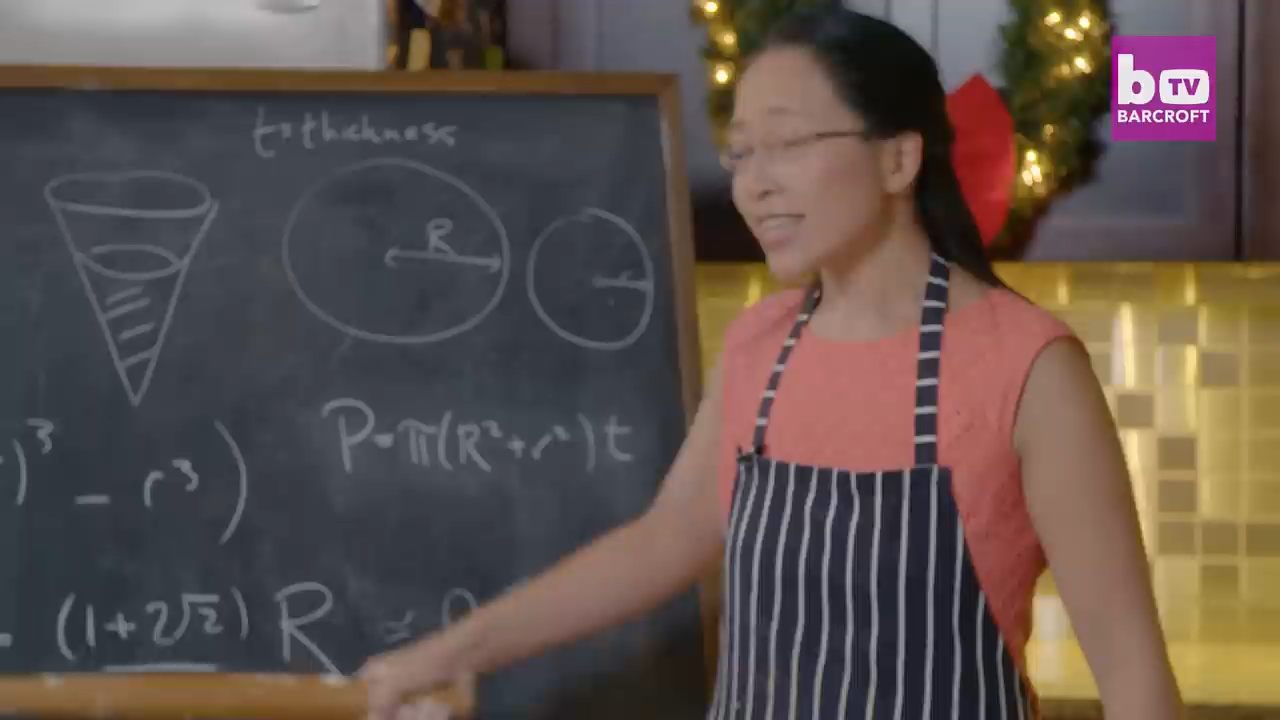 b TV
BARCROFT
t = thickness
R
r
P = π(R² + r²)t
)³ - r³)
(1+2√2) R ≤